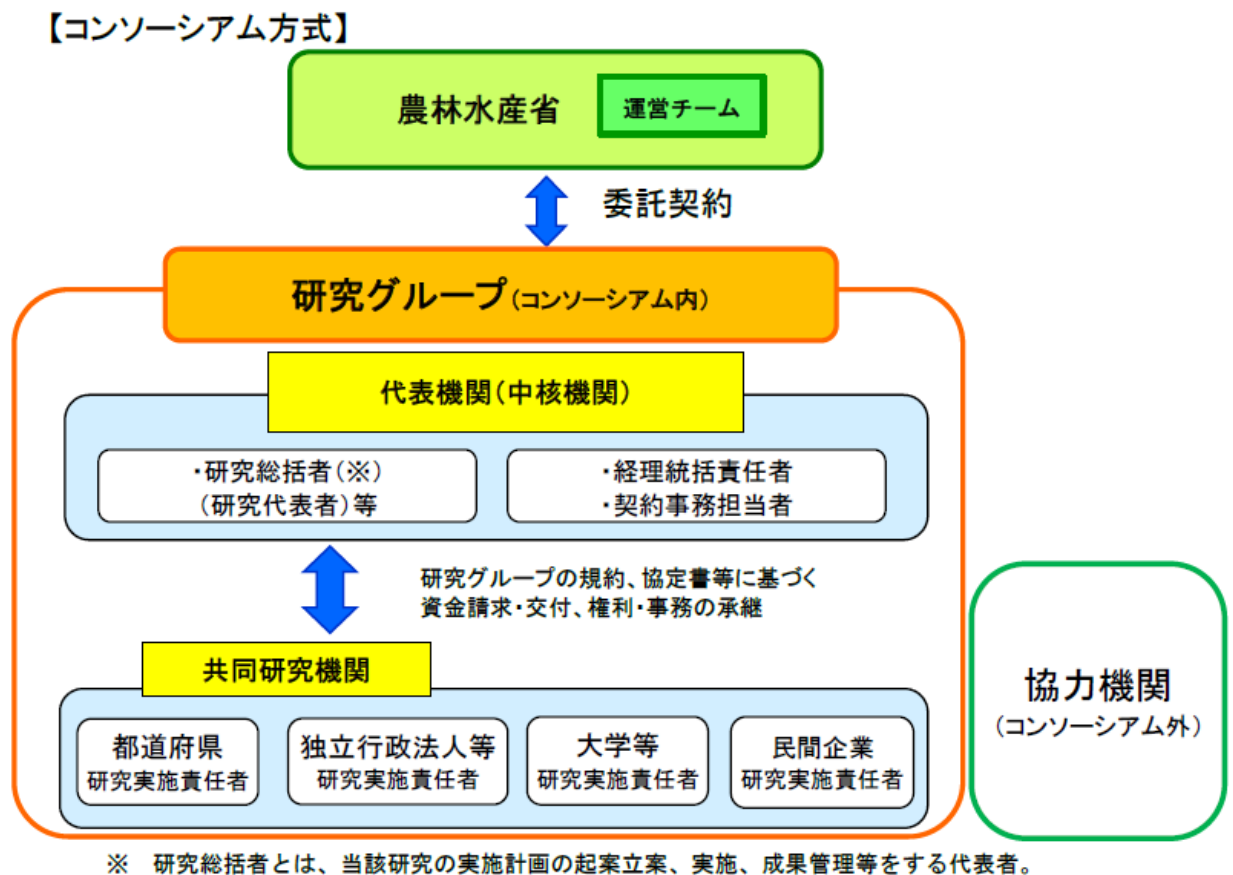 【コンソーシアム方式】
農林水産省
運営チーム
委託契約
研究グループ(コンソーシアム内)
代表機関(中核機関)
・研究総括者(※)
(研究代表者)等
・経理統括責任者
・契約事務担当者
研究グループの規約、協定書等に基づく
資金請求・交付、権利・事務の承継
共同研究機関
都道府県
研究実施責任者
独立行政法人等
研究実施責任者
大学等
研究実施責任者
民間企業
研究実施責任者
協力機関
(コンソーシアム外)
※　研究総括者とは、当該研究の実施計画の起案立案、実施、成果管理等をする代表者。